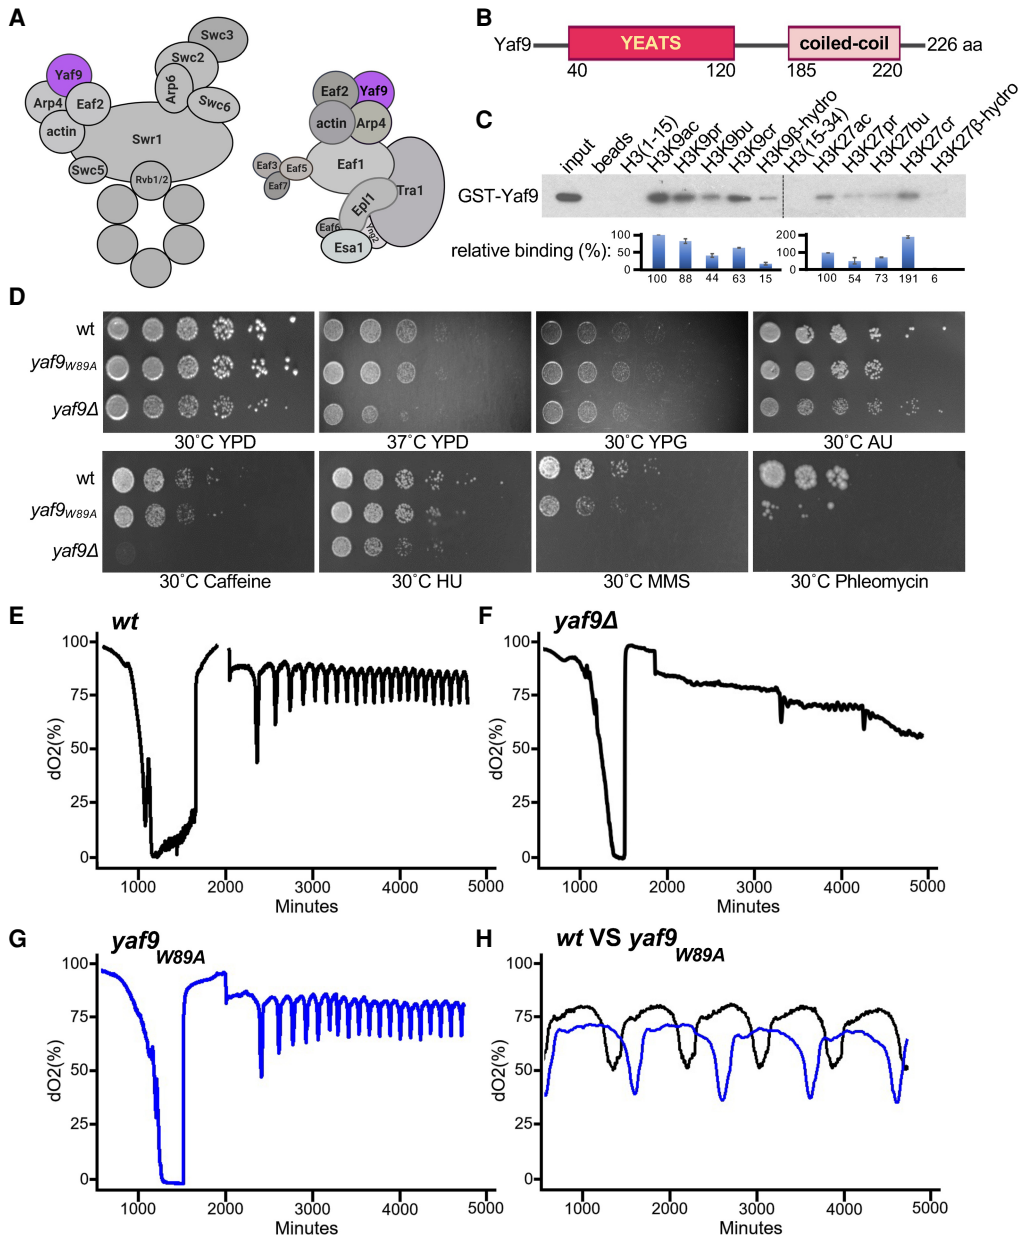 A
Swc3
Swc2
Yaf9
Arp6
Arp4
Eaf2
Swc6
actin
Swr1
Swc5
Rvb1/2
Eaf2
Yaf9
actin
Arp4
Eaf3
Eaf5
Eaf1
Eaf7
Tra1
Epl1
Eaf6
Yng2
Esa1
B
Yaf9
YEATS
coiled-coil
226 aa
40
120
185
220
C
input
beads
H3(1-15)
H3K9ac
H3K9pr
H3K9bu
H3K9cr
H3K9β-hydro
H3(15-34)
H3K27ac
H3K27pr
H3K27bu
H3K27cr
H3K27β-hydro
GST-Yaf9
relative binding (%):
100
50
0
100 88 44 63 15
200
100
0
100 54 73 191 6
D
wt
yaf9W89A
yaf9Δ
30˚C YPD
37˚C YPD
30˚C YPG
30˚C AU
wt
yaf9W89A
yaf9Δ
30˚C Caffeine
30˚C HU
30˚C MMS
30˚C Phleomycin
E
wt
100
75
50
25
0
dO2(%)
1000 2000 3000 4000 5000
Minutes
F
yaf9Δ
100
75
50
25
0
dO2(%)
1000 2000 3000 4000 5000
Minutes
G
yaf9W89A
100
75
50
25
0
dO2(%)
1000 2000 3000 4000 5000
Minutes
H
wt VS yaf9W89A
100
75
50
25
0
dO2(%)
1000 2000 3000 4000 5000
Minutes